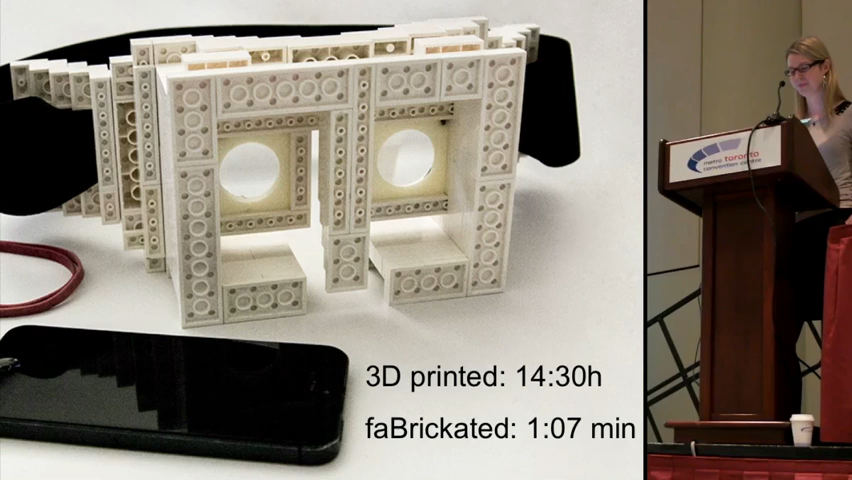 3D printed: 14:30h
faBrickated: 1:07 min
metro toronto
convention centre